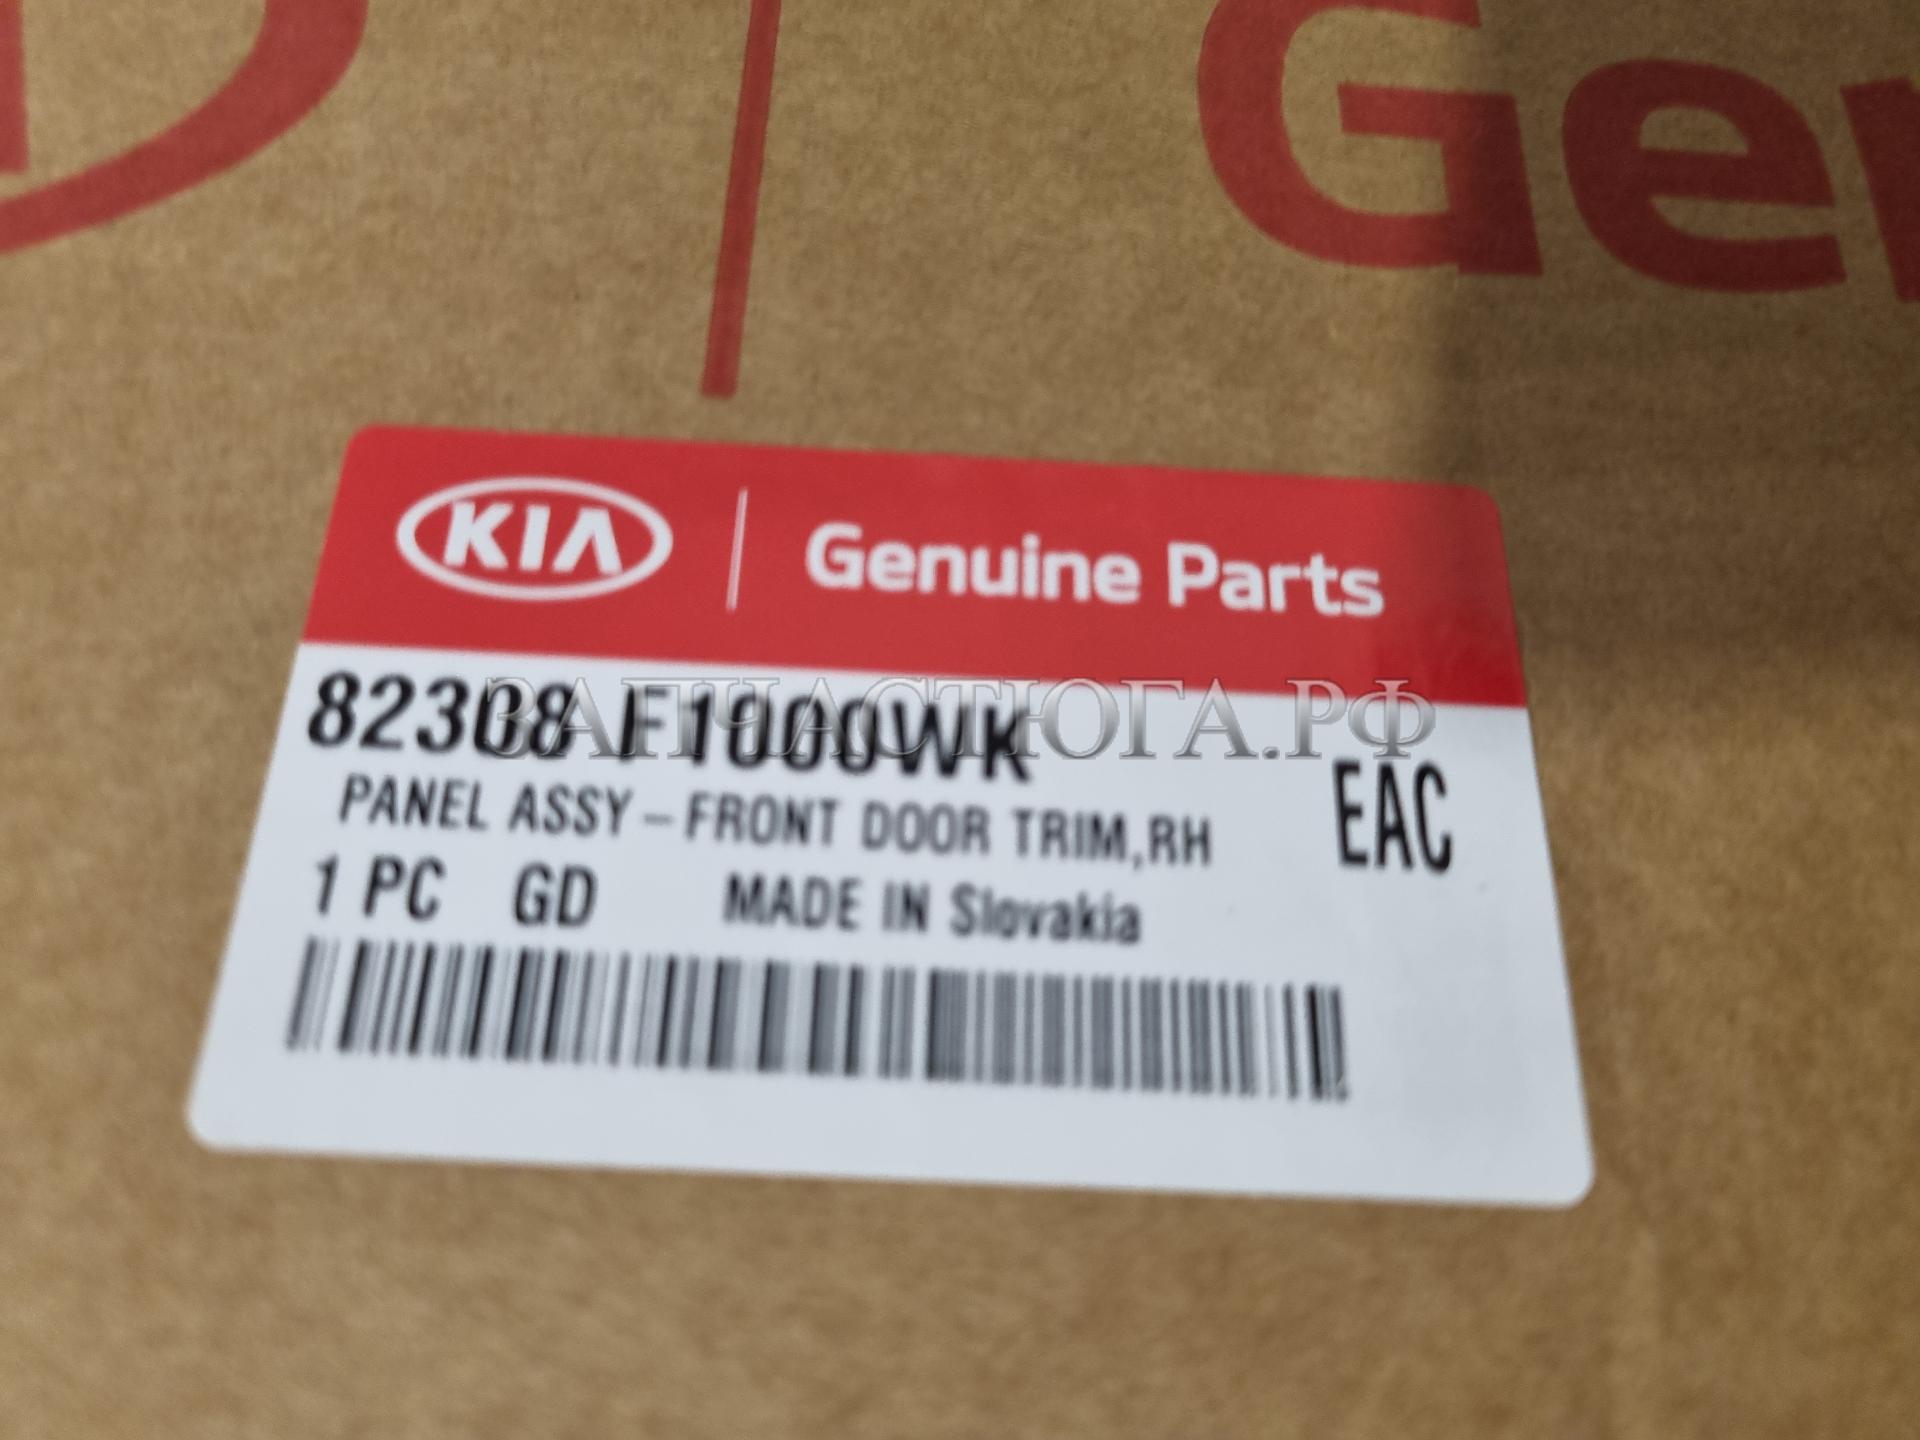 Ge
KIA Genuine Parts
82308 F1000WK
ЗАПЧАСТЮГА.РФ
PANEL ASSY-FRONT DOOR TRIM,RH
EAC
1 PC GD MADE IN Slovakia